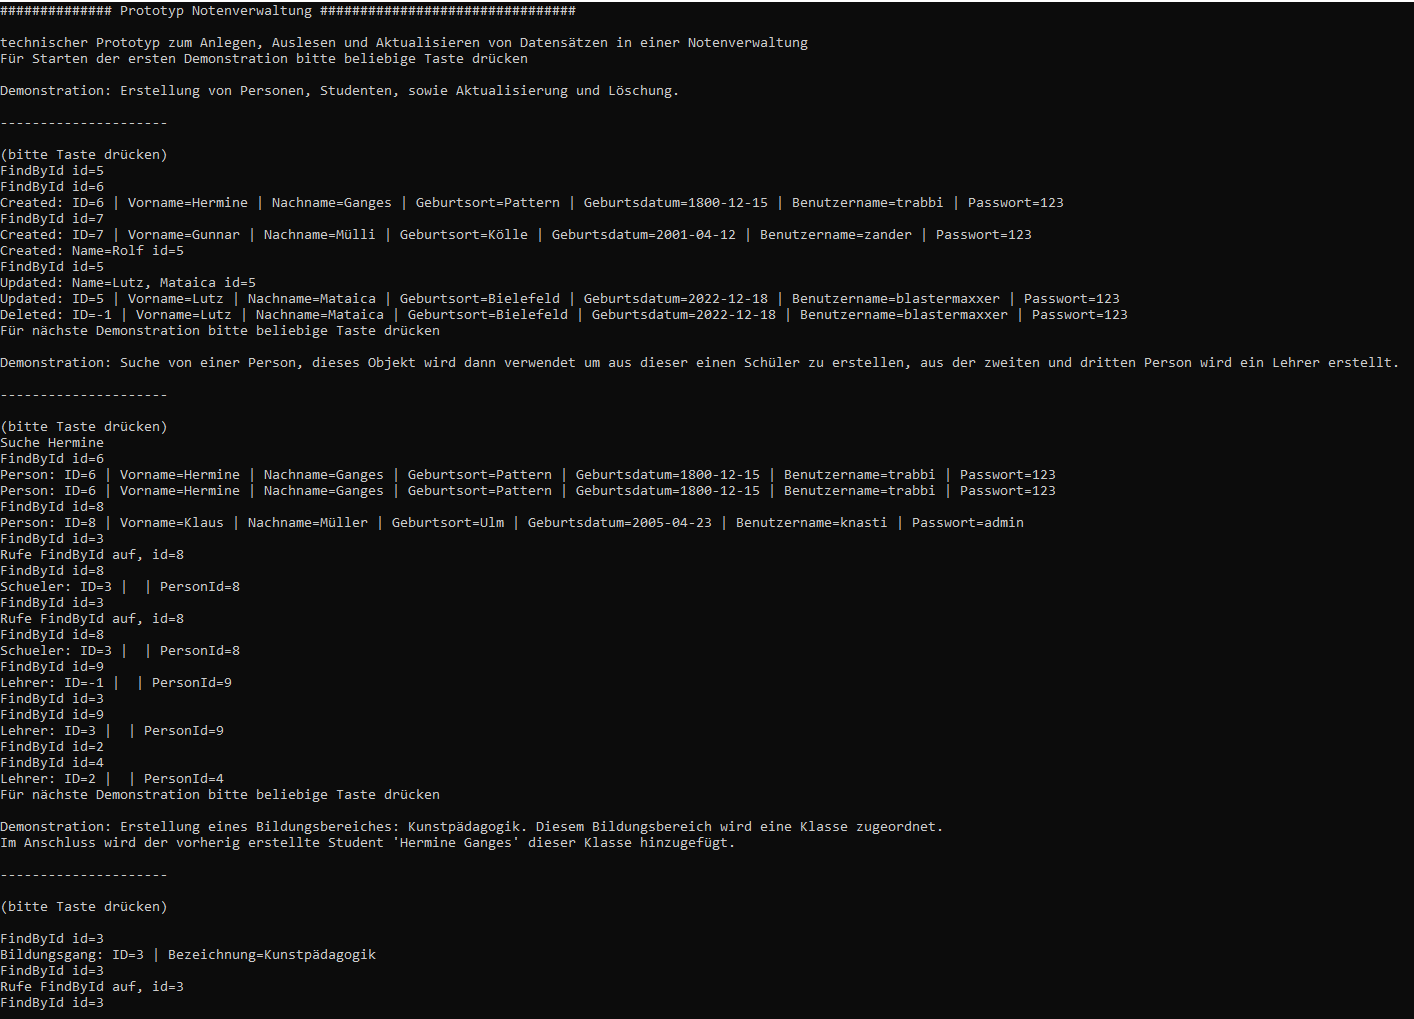 ############## Prototyp Notenverwaltung ################################
technischer Prototyp zum Anlegen, Auslesen und Aktualisieren von Datensätzen in einer Notenverwaltung
Für Starten der ersten Demonstration bitte beliebige Taste drücken
Demonstration: Erstellung von Personen, Studenten, sowie Aktualisierung und Löschung.
---------------------
(bitte Taste drücken)
FindById id=5
FindById id=6
Created: ID=6 | Vorname=Hermine | Nachname=Ganges | Geburtsort=Pattern | Geburtsdatum=1800-12-15 | Benutzername=trabbi | Passwort=123
FindById id=7
Created: ID=7 | Vorname=Gunnar | Nachname=Mülli | Geburtsort=Kölle | Geburtsdatum=2001-04-12 | Benutzername=zander | Passwort=123
Created: Name=Rolf id=5
FindById id=5
Updated: Name=Lutz, Mataica id=5
Updated: ID=5 | Vorname=Lutz | Nachname=Mataica | Geburtsort=Bielefeld | Geburtsdatum=2022-12-18 | Benutzername=blastermaxxer | Passwort=123
Deleted: ID=-1 | Vorname=Lutz | Nachname=Mataica | Geburtsort=Bielefeld | Geburtsdatum=2022-12-18 | Benutzername=blastermaxxer | Passwort=123
Für nächste Demonstration bitte beliebige Taste drücken
Demonstration: Suche von einer Person, dieses Objekt wird dann verwendet um aus dieser einen Schüler zu erstellen, aus der zweiten und dritten Person wird ein Lehrer erstellt.
---------------------
(bitte Taste drücken)
Suche Hermine
FindById id=6
Person: ID=6 | Vorname=Hermine | Nachname=Ganges | Geburtsort=Pattern | Geburtsdatum=1800-12-15 | Benutzername=trabbi | Passwort=123
Person: ID=6 | Vorname=Hermine | Nachname=Ganges | Geburtsort=Pattern | Geburtsdatum=1800-12-15 | Benutzername=trabbi | Passwort=123
FindById id=8
Person: ID=8 | Vorname=Klaus | Nachname=Müller | Geburtsort=Ulm | Geburtsdatum=2005-04-23 | Benutzername=knasti | Passwort=admin
FindById id=3
Rufe FindById auf, id=8
FindById id=8
Schueler: ID=3 |  | PersonId=8
FindById id=3
Rufe FindById auf, id=8
FindById id=8
Schueler: ID=3 |  | PersonId=8
FindById id=9
Lehrer: ID=-1 |  | PersonId=9
FindById id=3
FindById id=9
Lehrer: ID=3 |  | PersonId=9
FindById id=2
FindById id=4
Lehrer: ID=2 |  | PersonId=4
Für nächste Demonstration bitte beliebige Taste drücken
Demonstration: Erstellung eines Bildungsbereiches: Kunstpädagogik. Diesem Bildungsbereich wird eine Klasse zugeordnet.
Im Anschluss wird der vorherig erstellte Student 'Hermine Ganges' dieser Klasse hinzugefügt.
---------------------
(bitte Taste drücken)
FindById id=3
Bildungsgang: ID=3 | Bezeichnung=Kunstpädagogik
FindById id=3
Rufe FindById auf, id=3
FindById id=3